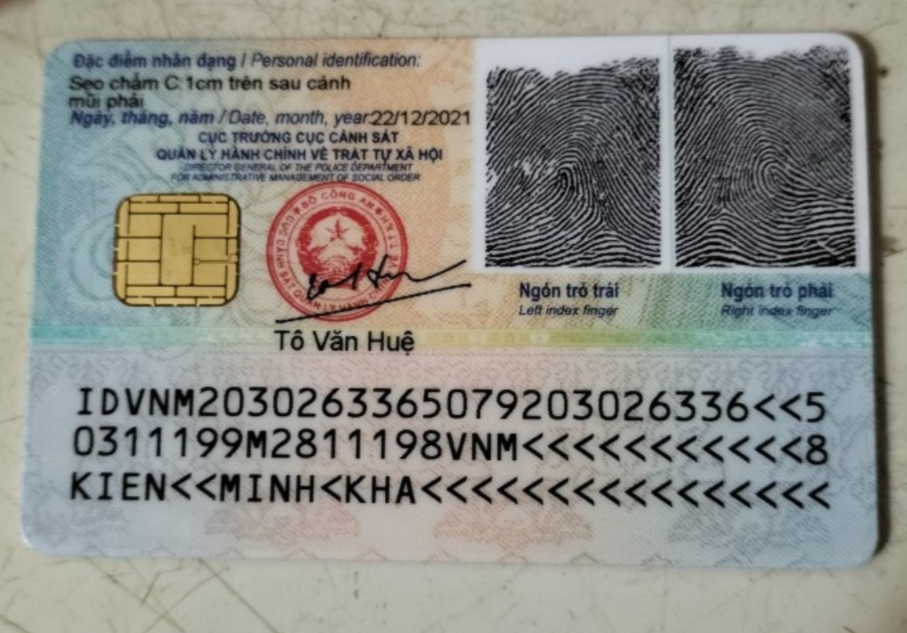 Đặc điểm nhân dạng / Personal identification:
Sẹo chấm C:1cm trên sau cánh
mũi phải
Ngày, tháng, năm / Date, month, year:22/12/2021
CỤC TRƯỞNG CỤC CẢNH SÁT
QUẢN LÝ HÀNH CHÍNH VỀ TRẬT TỰ XÃ HỘI
DIRECTOR GENERAL OF THE POLICE DEPARTMENT
FOR ADMINISTRATIVE MANAGEMENT OF SOCIAL ORDER
BỘ CÔNG AN
Tô Văn Huệ
Ngón trỏ trái
Left index finger
Ngón trỏ phải
Right index finger
IDVNM2030263365079203026336<<5
0311199M2811198VNM<<<<<<<<<<<8
KIEN<<MINH<KHA<<<<<<<<<<<<<<<<